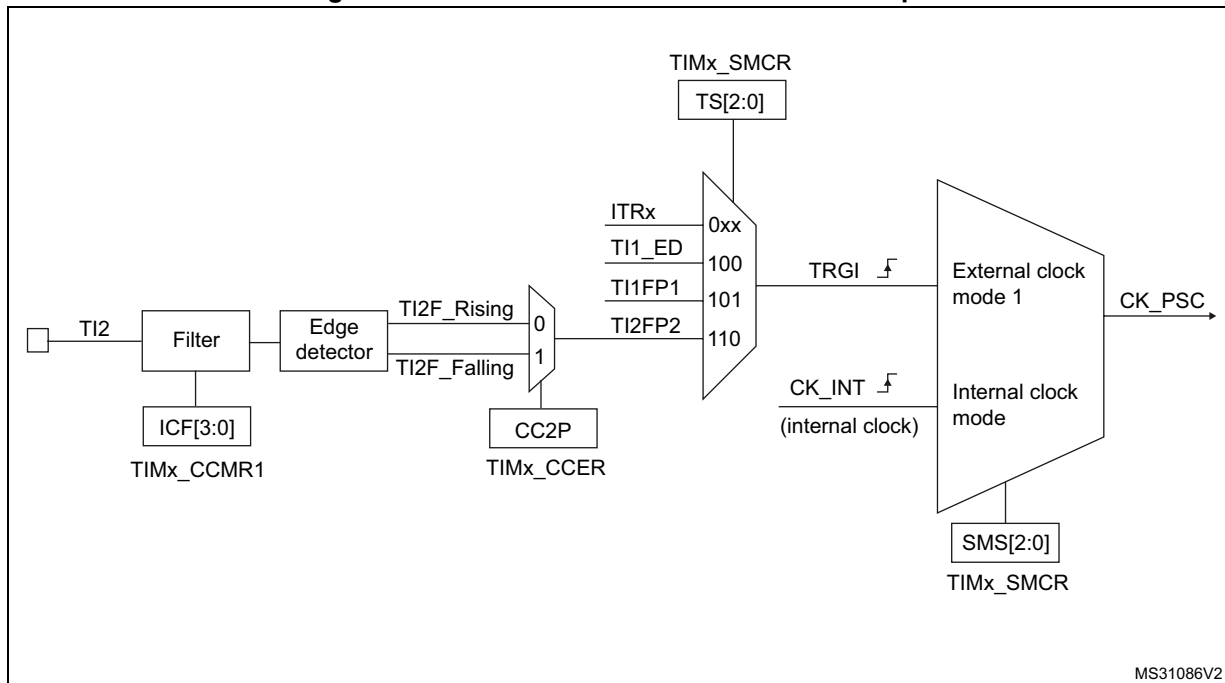 TIMx_SMCR
TS[2:0]
ITRx
0xx
TI1_ED
100
TI1FP1
101
TI2FP2
110
TRGI
External clock
mode 1
CK_PSC
TI2
Filter
Edge
detector
TI2F_Rising
0
TI2F_Falling
1
CK_INT
(internal clock)
Internal clock
mode
ICF[3:0]
TIMx_CCMR1
CC2P
TIMx_CCER
SMS[2:0]
TIMx_SMCR
MS31086V2